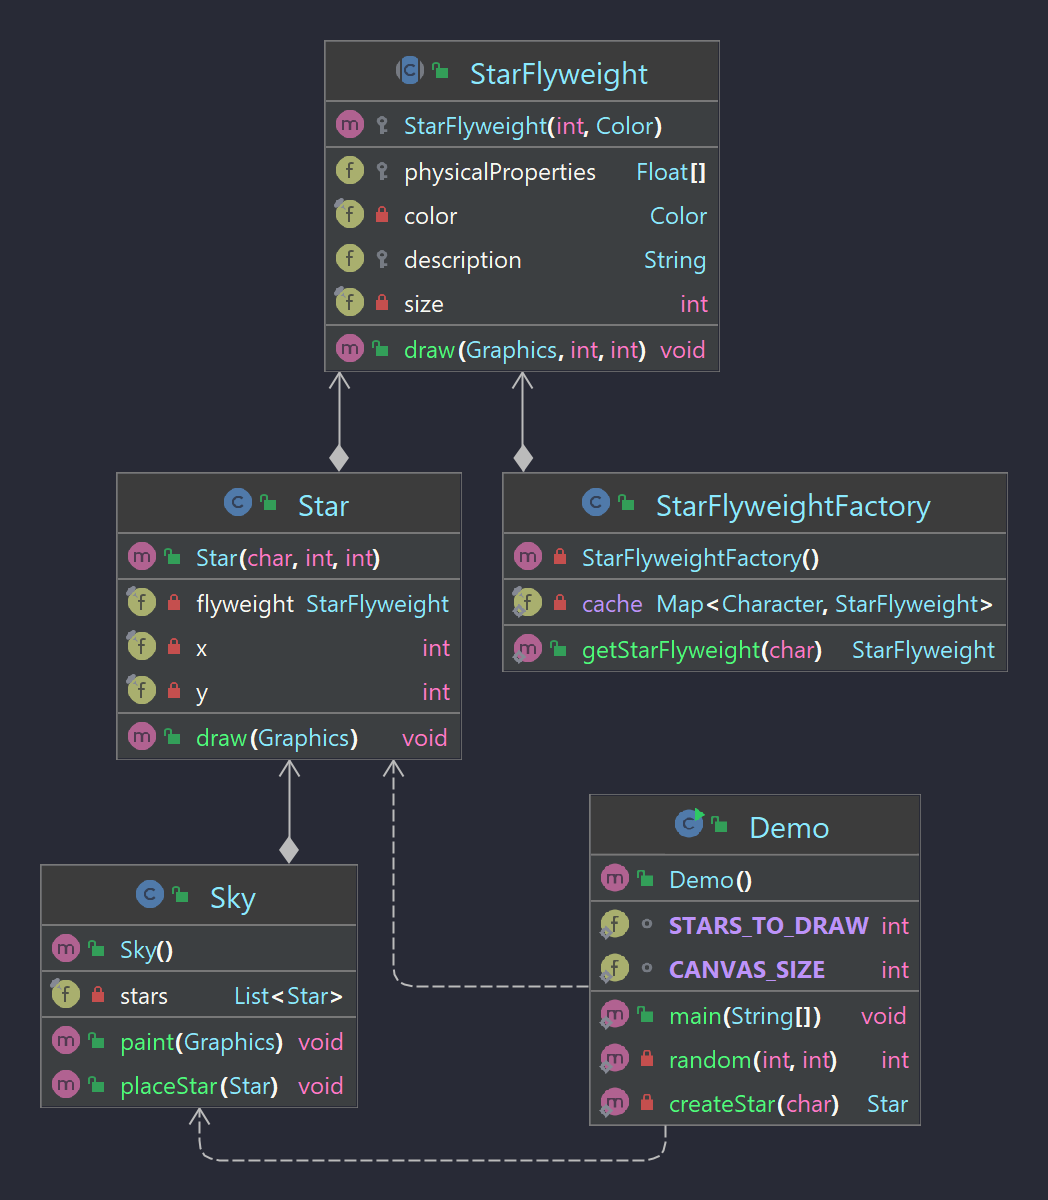 StarFlyweight
StarFlyweight(int, Color)
physicalProperties Float[]
color Color
description String
size int
draw(Graphics, int, int) void
Star
Star(char, int, int)
flyweight StarFlyweight
x int
y int
draw(Graphics) void
StarFlyweightFactory
StarFlyweightFactory()
cache Map<Character, StarFlyweight>
getStarFlyweight(char) StarFlyweight
Sky
Sky()
stars List<Star>
paint(Graphics) void
placeStar(Star) void
Demo
Demo()
STARS_TO_DRAW int
CANVAS_SIZE int
main(String[]) void
random(int, int) int
createStar(char) Star